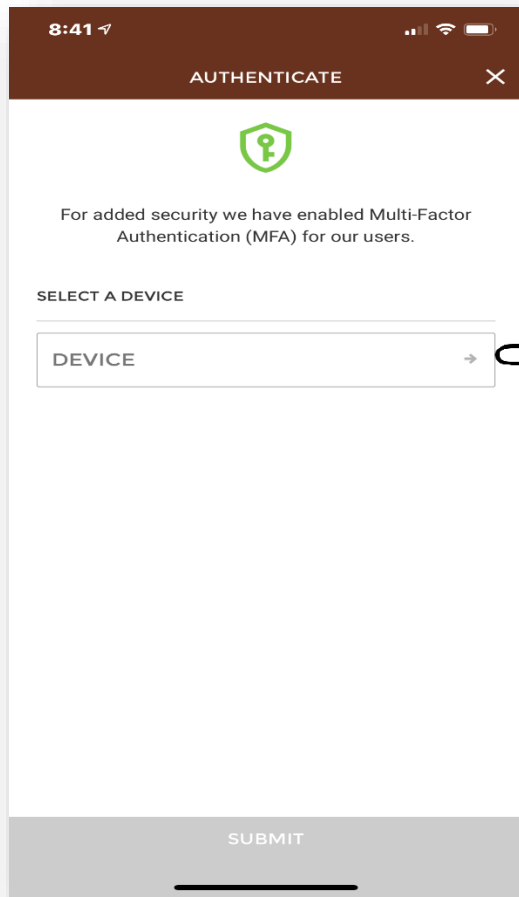 8:41
AUTHENTICATE
For added security we have enabled Multi-Factor
Authentication (MFA) for our users.
SELECT A DEVICE
DEVICE
SUBMIT